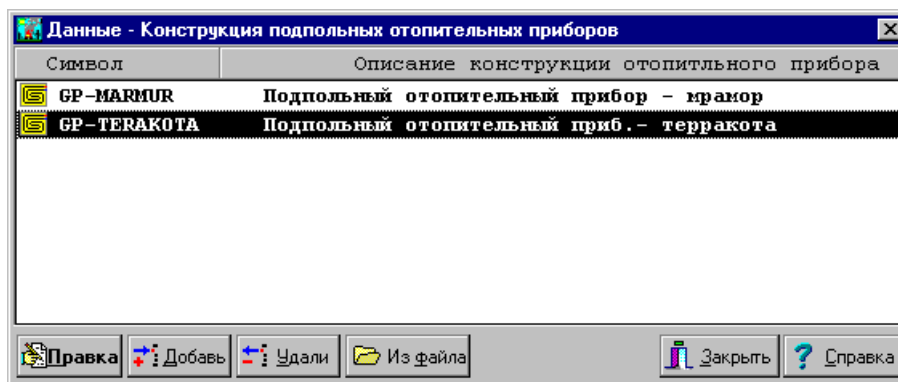 Данные - Конструкция подпольных отопительных приборов
Символ Описание конструкции отопитльного прибора
GP-MARMUR Подпольный отопительный прибор - мрамор
GP-TERAKOTA Подпольный отопительный приб.- терракота
Правка Добавь Удали Из файла Закрыть Справка